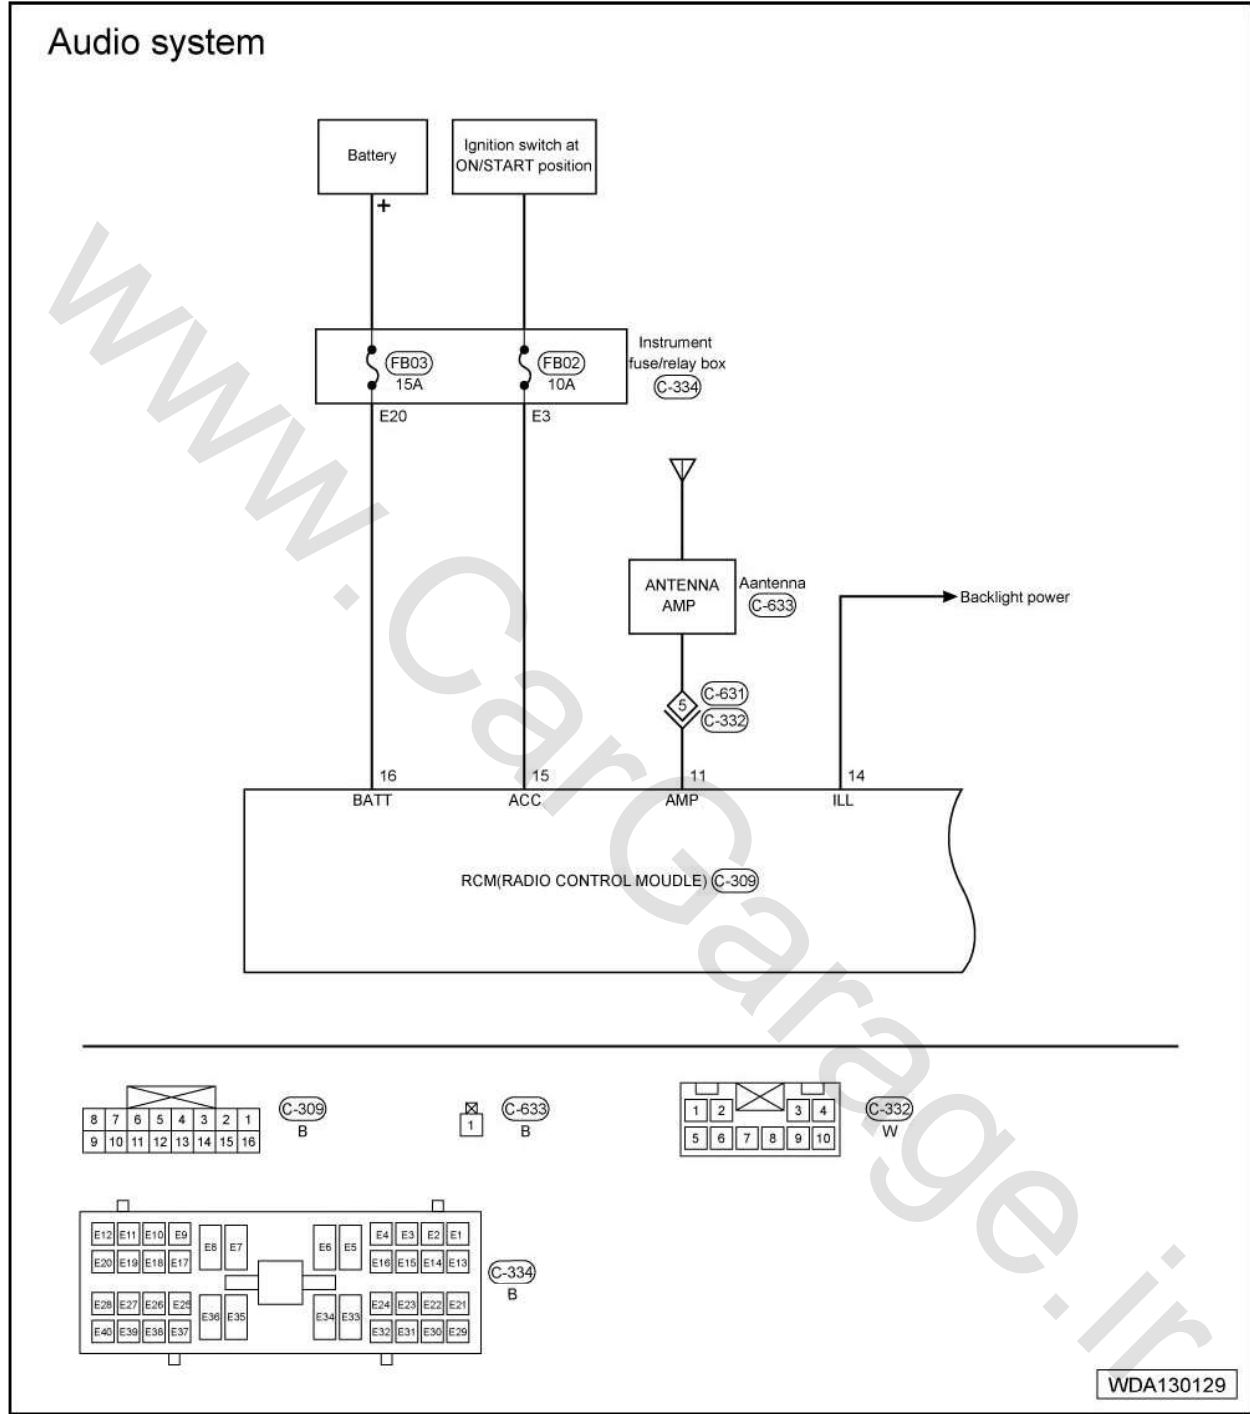 Audio system
Battery
Ignition switch at
ON/START position
+
FB03
15A
FB02
10A
Instrument
fuse/relay box
C-334
E20
E3
ANTENNA
AMP
Aantenna
C-633
Backlight power
5
C-631
C-332
16
15
11
14
BATT
ACC
AMP
ILL
RCM(RADIO CONTROL MOUDLE) C-309
8 7 6 5 4 3 2 1
9 10 11 12 13 14 15 16
C-309
B
1
C-633
B
1 2 3 4
5 6 7 8 9 10
C-332
W
E12 E11 E10 E9 E8 E7 E6 E5 E4 E3 E2 E1
E20 E19 E18 E17 E16 E15 E14 E13
E28 E27 E26 E25 E36 E35 E34 E33 E24 E23 E22 E21
E40 E39 E38 E37 E32 E31 E30 E29
C-334
B
WDA130129
www.CarGarage.ir